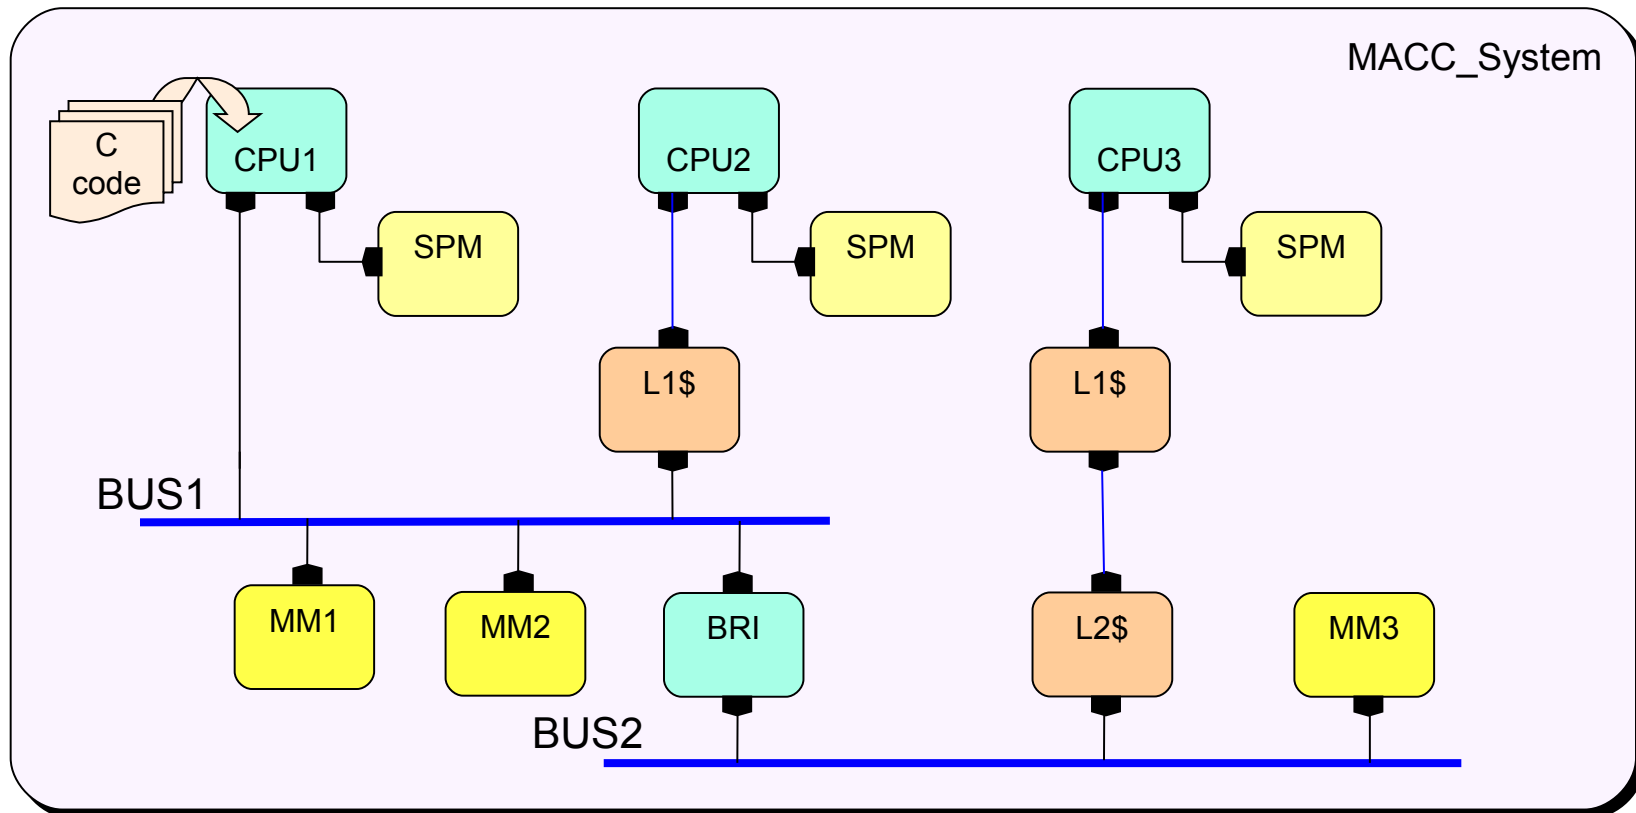 MACC_System
C
code
CPU1
CPU2
CPU3
SPM
SPM
SPM
L1$
L1$
BUS1
MM1
MM2
BRI
L2$
MM3
BUS2